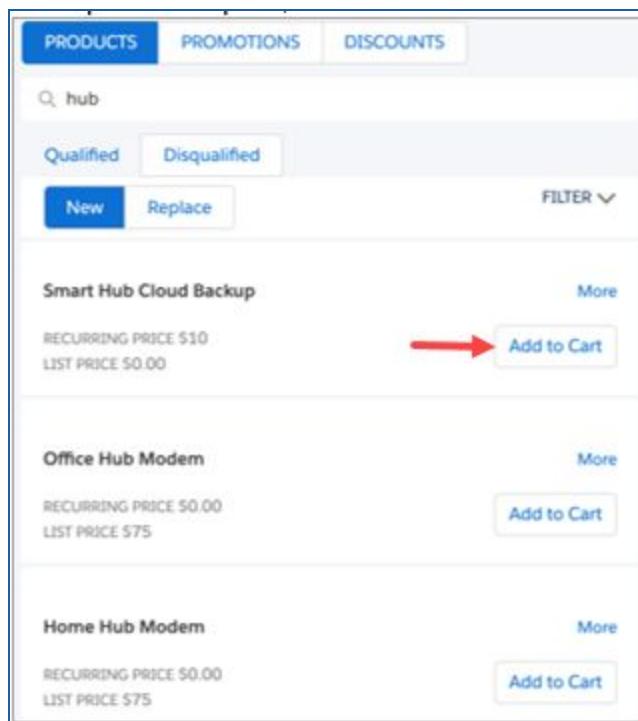 PRODUCTS PROMOTIONS DISCOUNTS
hub
Qualified Disqualified
New Replace FILTER
Smart Hub Cloud Backup More
RECURRING PRICE $10
LIST PRICE $0.00
Add to Cart
Office Hub Modem More
RECURRING PRICE $0.00
LIST PRICE $75
Add to Cart
Home Hub Modem More
RECURRING PRICE $0.00
LIST PRICE $75
Add to Cart